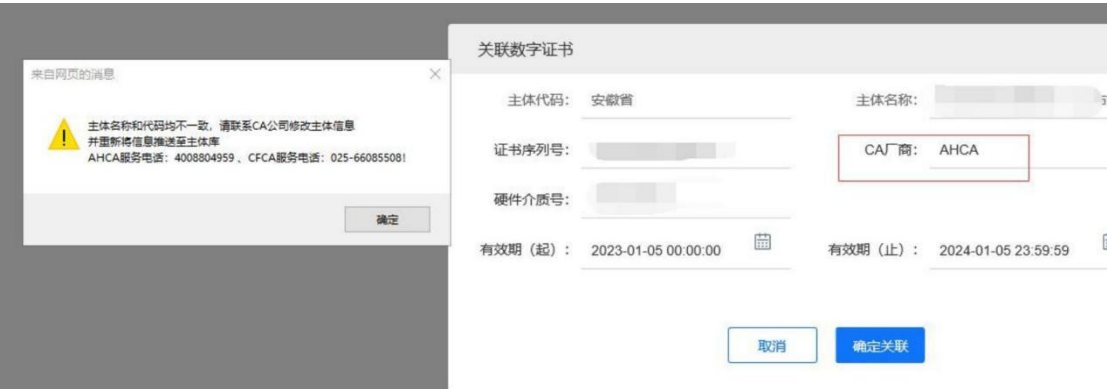 来自网页的消息
主体名称和代码均不一致，请联系CA公司修改主体信息
并重新将信息推送至主体库
AHCA服务电话：4008804959 、CFCA服务电话：025-66085508!
确定
关联数字证书
主体代码： 安徽省 主体名称：
证书序列号： CA厂商： AHCA
硬件介质号：
有效期（起）： 2023-01-05 00:00:00 有效期（止）： 2024-01-05 23:59:59
取消 确定关联